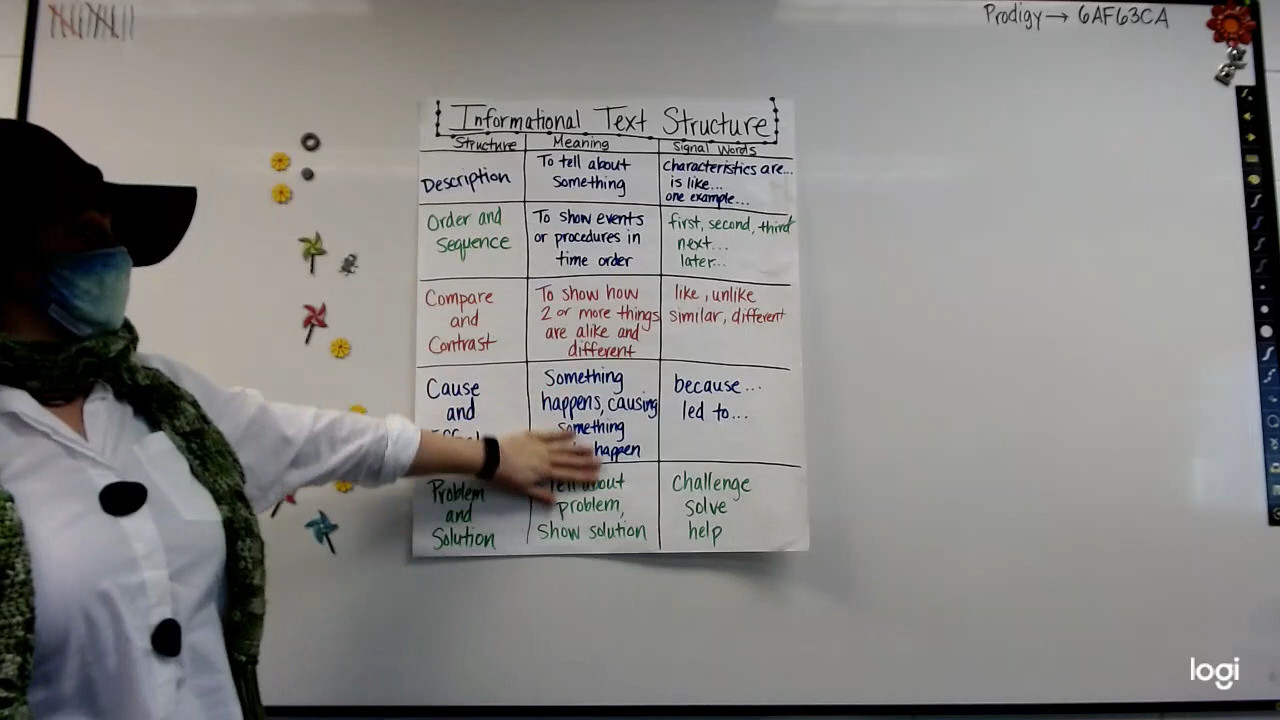 Prodigy → 6AF63CA
Informational Text Structure
Structure Meaning Signal Words
Description
To tell about
something
Characteristics are...
is like...
one example...
Order and
Sequence
To show events
or procedures in
time order
first, second, third
next...
later...
Compare
and
Contrast
To show how
2 or more things
are alike and
different
like, unlike
similar, different
Cause
and
Something
happens, causing
something
happen
because...
led to...
Problem
and
Solution
Tell about
problem,
show solution
Challenge
solve
help
logi